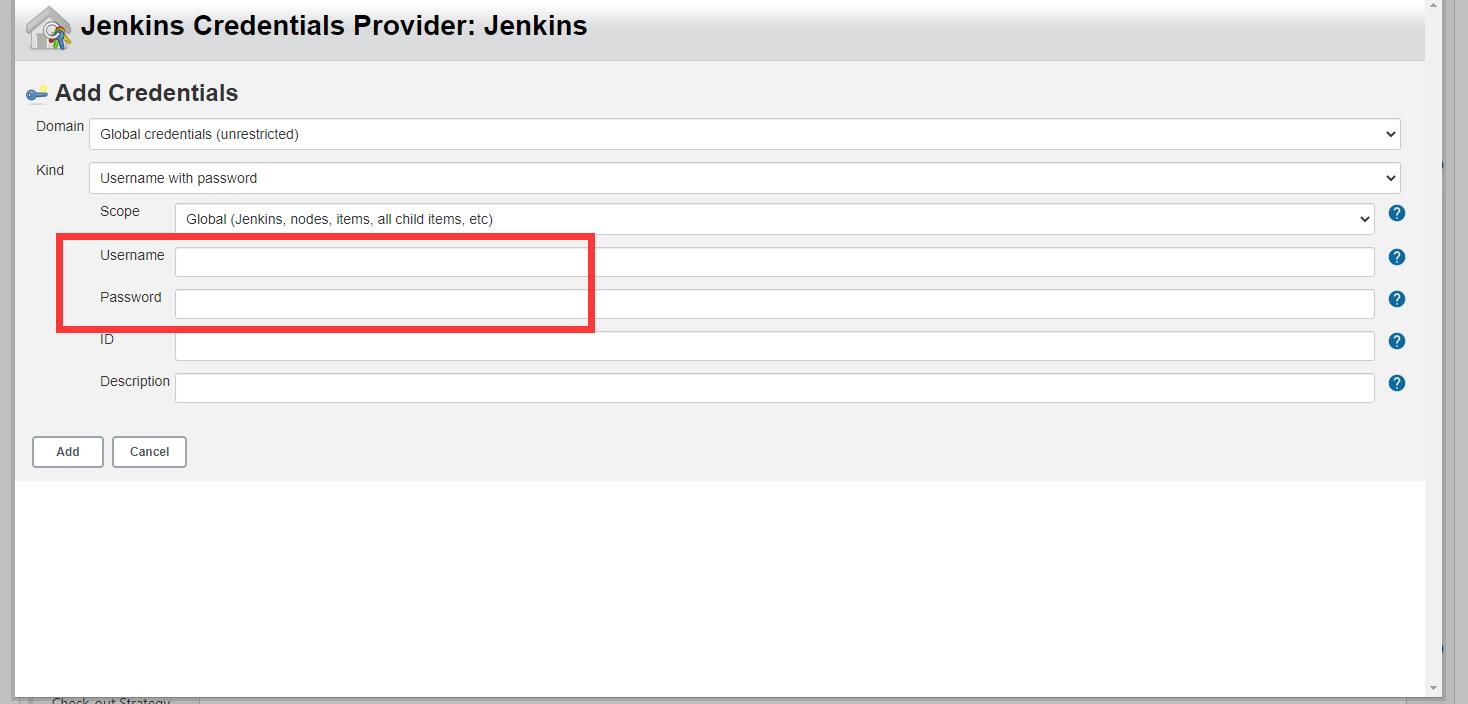 Jenkins Credentials Provider: Jenkins
Add Credentials
Domain
Global credentials (unrestricted)
Kind
Username with password
Scope
Global (Jenkins, nodes, items, all child items, etc)
?
Username
?
Password
?
ID
?
Description
?
Add
Cancel
Check-out Strategy